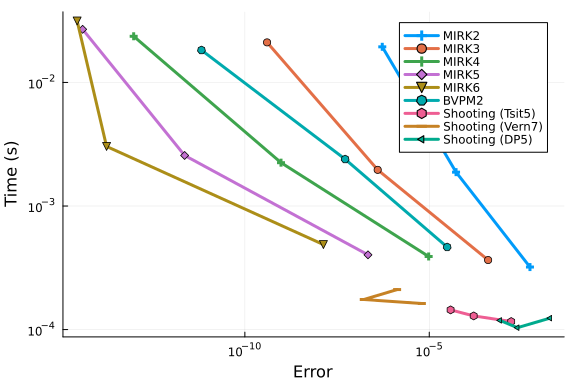 MIRK2
MIRK3
MIRK4
MIRK5
MIRK6
BVPM2
Shooting (Tsit5)
Shooting (Vern7)
Shooting (DP5)
10⁻²
10⁻³
10⁻⁴
Time (s)
10⁻¹⁰
10⁻⁵
Error